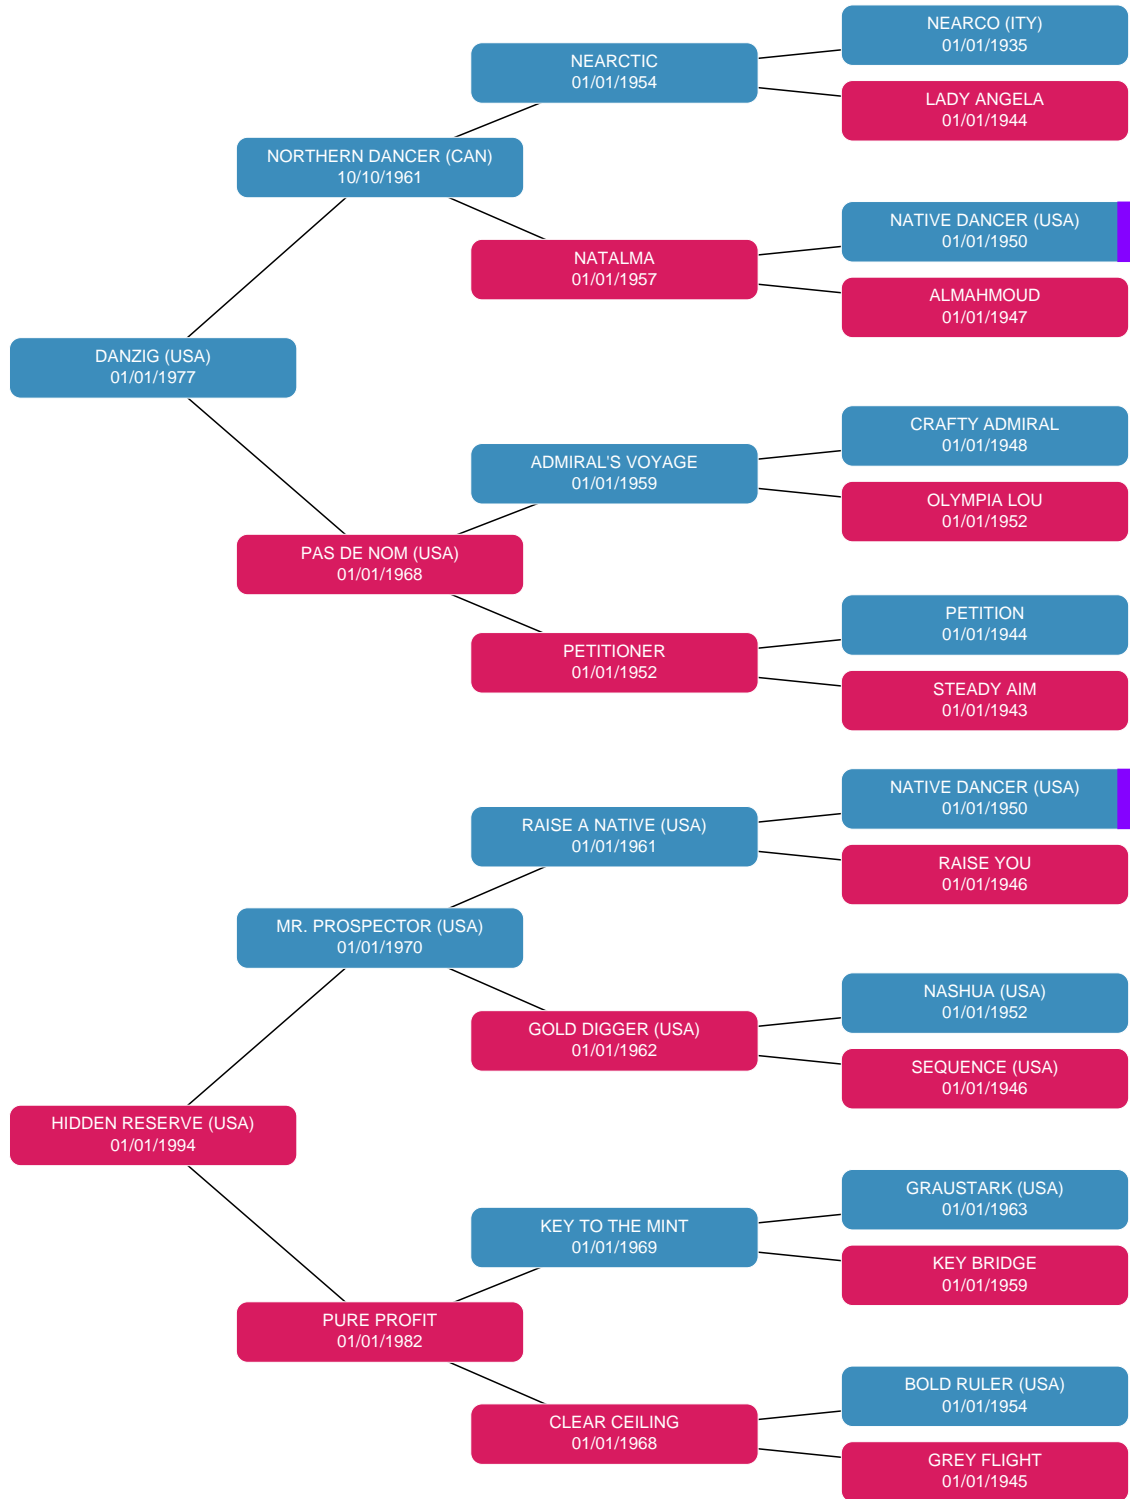 NEARCO (ITY)
01/01/1935
NEARCTIC
01/01/1954
LADY ANGELA
01/01/1944
NORTHERN DANCER (CAN)
10/10/1961
NATIVE DANCER (USA)
01/01/1950
NATALMA
01/01/1957
ALMAHMOUD
01/01/1947
DANZIG (USA)
01/01/1977
CRAFTY ADMIRAL
01/01/1948
ADMIRAL'S VOYAGE
01/01/1959
OLYMPIA LOU
01/01/1952
PAS DE NOM (USA)
01/01/1968
PETITION
01/01/1944
PETITIONER
01/01/1952
STEADY AIM
01/01/1943
NATIVE DANCER (USA)
01/01/1950
RAISE A NATIVE (USA)
01/01/1961
RAISE YOU
01/01/1946
MR. PROSPECTOR (USA)
01/01/1970
NASHUA (USA)
01/01/1952
GOLD DIGGER (USA)
01/01/1962
SEQUENCE (USA)
01/01/1946
HIDDEN RESERVE (USA)
01/01/1994
GRAUSTARK (USA)
01/01/1963
KEY TO THE MINT
01/01/1969
KEY BRIDGE
01/01/1959
PURE PROFIT
01/01/1982
BOLD RULER (USA)
01/01/1954
CLEAR CEILING
01/01/1968
GREY FLIGHT
01/01/1945